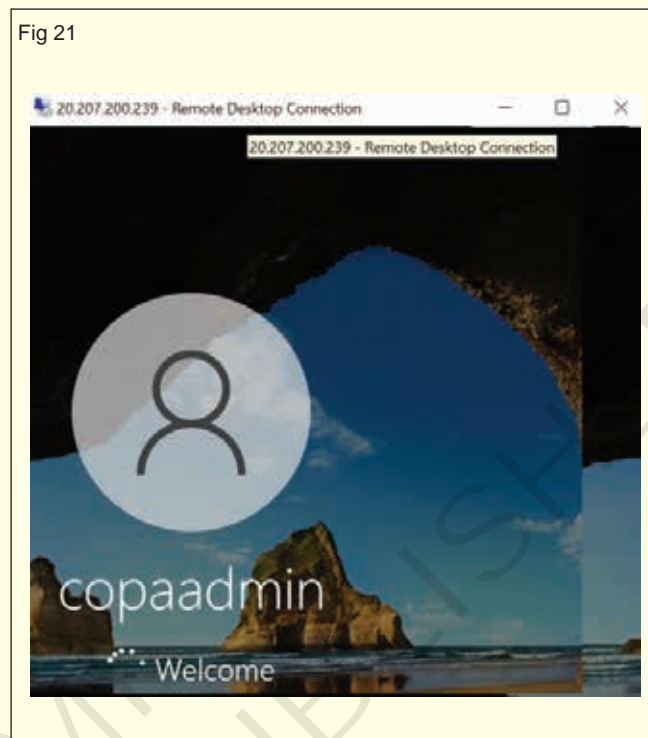 Fig 21
20.207.200.239 - Remote Desktop Connection
20.207.200.239 - Remote Desktop Connection
copaadmin
Welcome